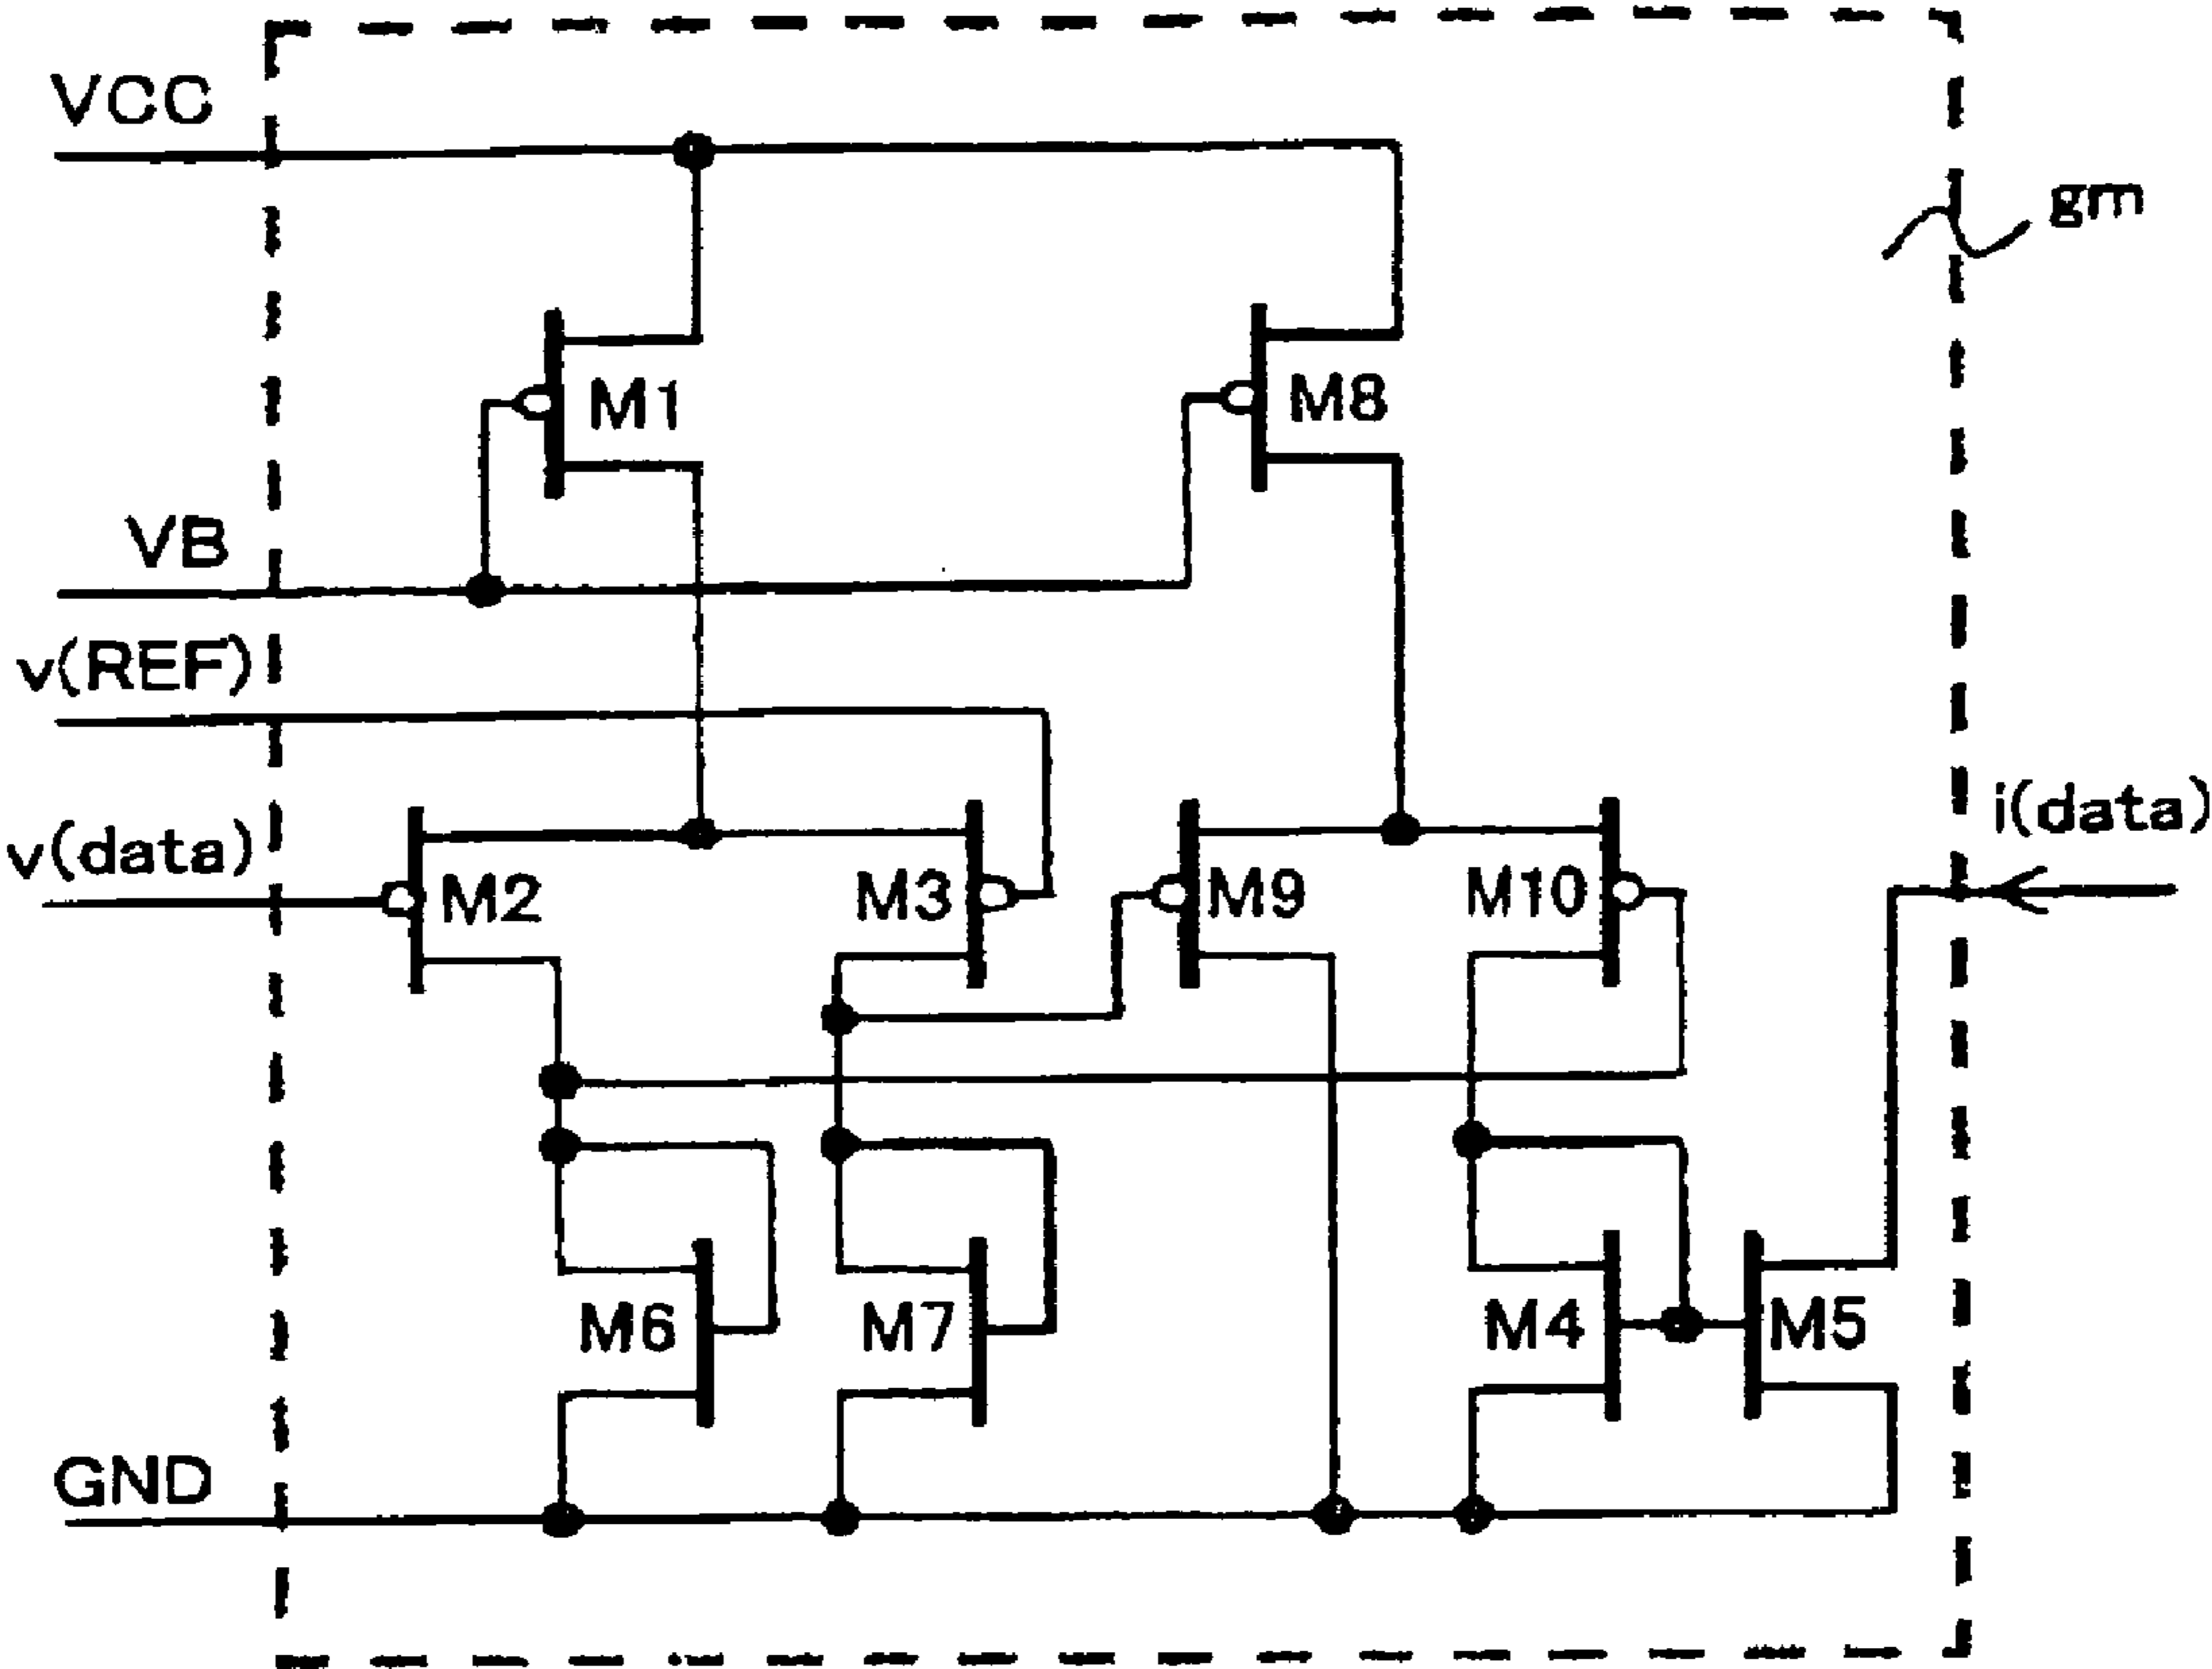 VCC
gm
M1
M8
VB
v(REF)
v(data)
i(data)
M2
M3
M9
M10
M6
M7
M4
M5
GND